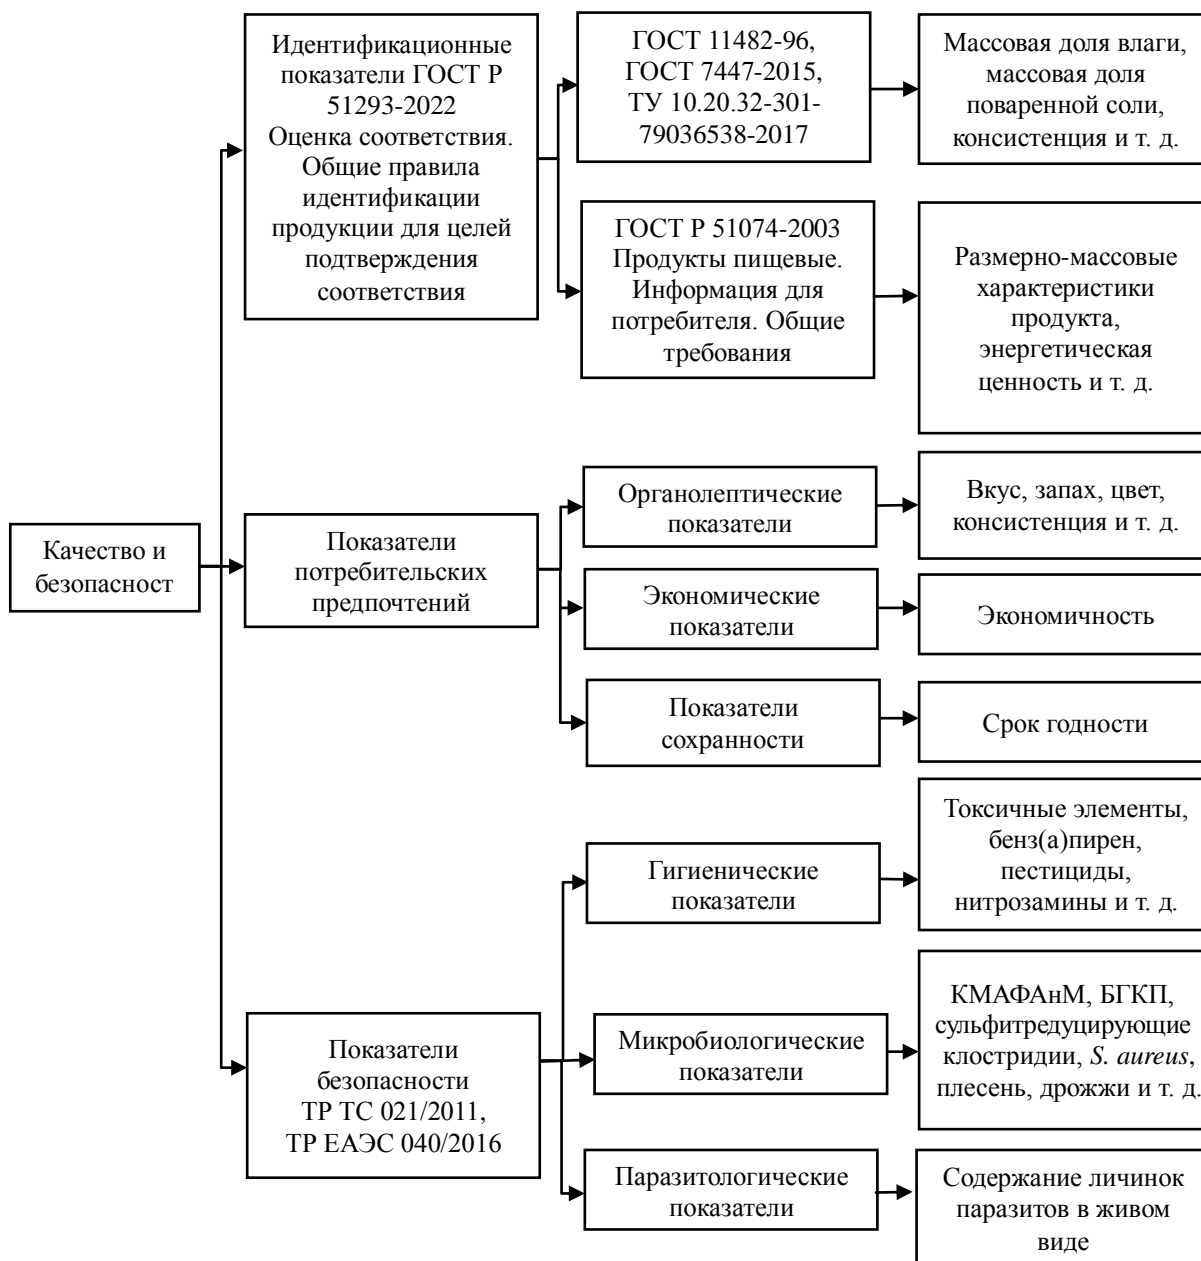 Качество и
безопасност
Идентификационные
показатели ГОСТ Р
51293-2022
Оценка соответствия.
Общие правила
идентификации
продукции для целей
подтверждения
соответствия
ГОСТ 11482-96,
ГОСТ 7447-2015,
ТУ 10.20.32-301-
79036538-2017
Массовая доля влаги,
массовая доля
поваренной соли,
консистенция и т. д.
ГОСТ Р 51074-2003
Продукты пищевые.
Информация для
потребителя. Общие
требования
Размерно-массовые
характеристики
продукта,
энергетическая
ценность и т. д.
Показатели
потребительских
предпочтений
Органолептические
показатели
Вкус, запах, цвет,
консистенция и т. д.
Экономические
показатели
Экономичность
Показатели
сохранности
Срок годности
Показатели
безопасности
ТР ТС 021/2011,
ТР ЕАЭС 040/2016
Гигиенические
показатели
Токсичные элементы,
бенз(а)пирен,
пестициды,
нитрозамины и т. д.
Микробиологические
показатели
КМАФАнМ, БГКП,
сульфитредуцирующие
клостридии, S. aureus,
плесень, дрожжи и т. д.
Паразитологические
показатели
Содержание личинок
паразитов в живом
виде